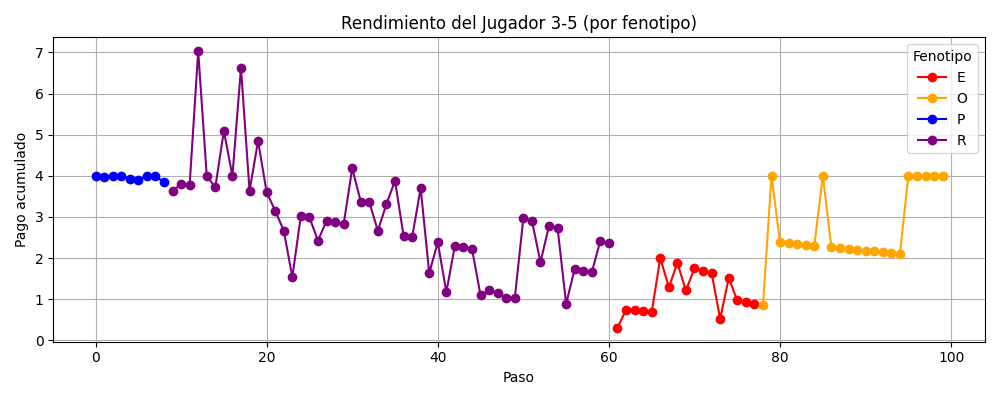 Rendimiento del Jugador 3-5 (por fenotipo)
Pago acumulado
7
6
5
4
3
2
1
0
0 20 40 60 80 100
Paso
Fenotipo
E
O
P
R